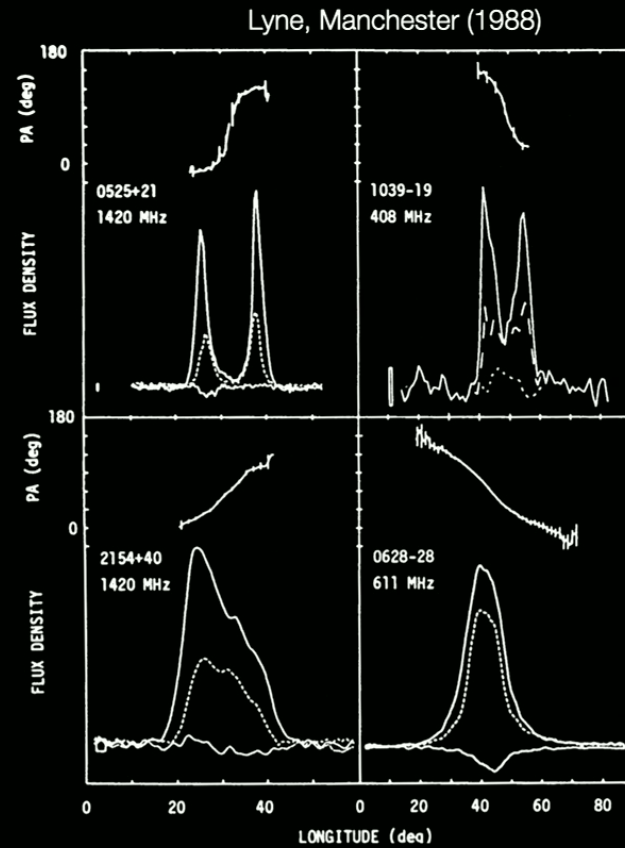 Lyne, Manchester (1988)
180
PA (deg)
0
0525+21
1420 MHz
1039-19
408 MHz
FLUX DENSITY
180
PA (deg)
0
2154+40
1420 MHz
0628-28
611 MHz
FLUX DENSITY
0 20 40 0 20 40 60 80
LONGITUDE (deg)